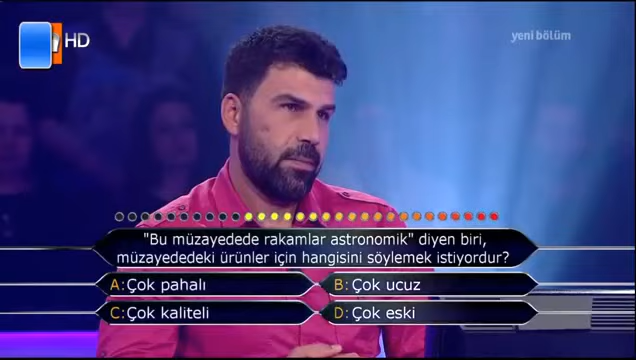 HD
yeni bölüm
"Bu müzayedede rakamlar astronomik" diyen biri,
müzayededeki ürünler için hangisini söylemek istiyordur?
A: Çok pahalı
B: Çok ucuz
C: Çok kaliteli
D: Çok eski